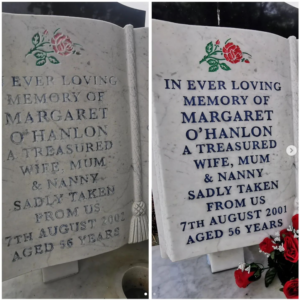 IN EVER LOVING
MEMORY OF
MARGARET
O'HANLON
A TREASURED
WIFE, MUM
& NANNY
SADLY TAKEN
FROM US
7TH AUGUST 2001
AGED 56 YEARS
IN EVER LOVING
MEMORY OF
MARGARET
O'HANLON
A TREASURED
WIFE, MUM
& NANNY
SADLY TAKEN
FROM US
7TH AUGUST 2001
AGED 56 YEARS